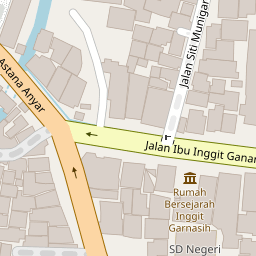 Astana Anyar
Jalan Siti Munigar
Jalan Ibu Inggit Ganar
Rumah
Bersejarah
Inggit
Garnasih
SD Negeri